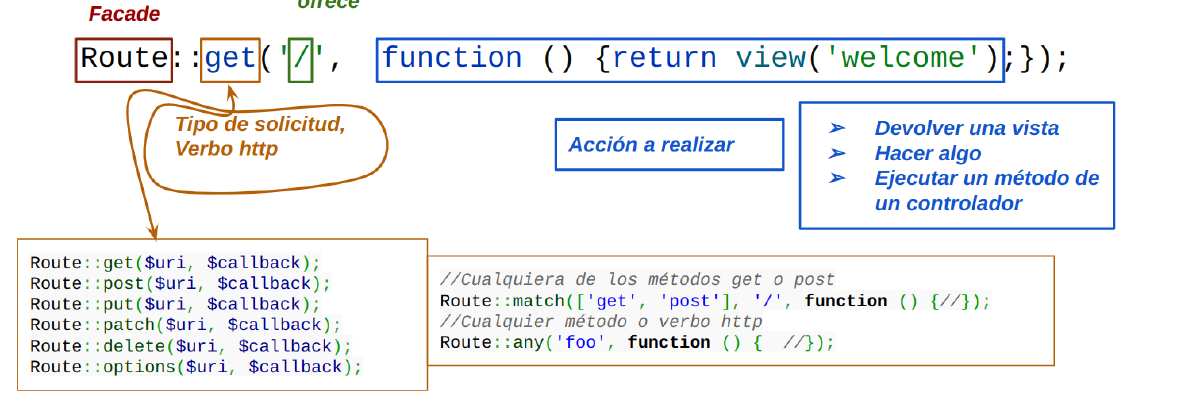 ofrece
Facade
Route::get('/', function () {return view('welcome');});
Tipo de solicitud,
Verbo http
Acción a realizar
➢ Devolver una vista
➢ Hacer algo
➢ Ejecutar un método de
un controlador
Route::get($uri, $callback);
Route::post($uri, $callback);
Route::put($uri, $callback);
Route::patch($uri, $callback);
Route::delete($uri, $callback);
Route::options($uri, $callback);
//Cualquiera de los métodos get o post
Route::match(['get', 'post'], '/', function () {//});
//Cualquier método o verbo http
Route::any('foo', function () {  //});